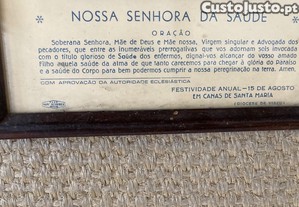 CustoJusto.pt
NOSSA SENHORA DA SAÚDE
ORAÇÃO
Soberana Senhora, Mãe de Deus e Mãe nossa, Virgem singular e Advogada dos
pecadores, que entre as inumeráveis prerrogativas que vos adornam dos invocada
com o título glorioso de Saúde dos enfermos, dignai-vos alcançar do vosso amado
Filho aquela saúde da alma de que tanto carecemos para chegar à glória do Paraíso
e a saúde do Corpo para bem podermos cumprir a nossa peregrinação na terra. Amen.
COM APROVAÇÃO DA AUTORIDADE ECLESIÁSTICA
FESTIVIDADE ANUAL-15 DE AGOSTO
EM CANAS DE SANTA MARIA
(DIOCESE DE VISEU)